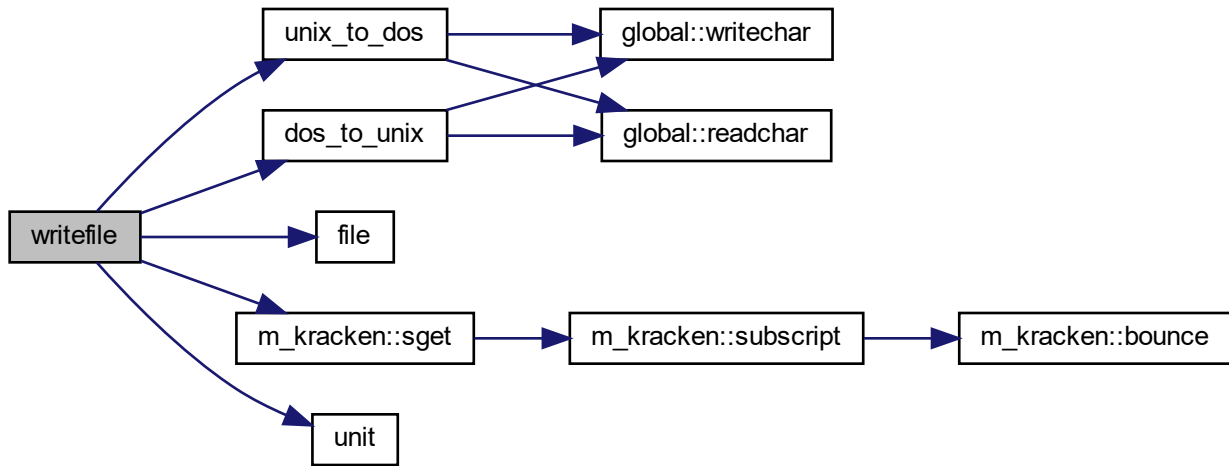 unix_to_dos
global::writechar
dos_to_unix
global::readchar
writefile
file
m_kracken::sget
m_kracken::subscript
m_kracken::bounce
unit